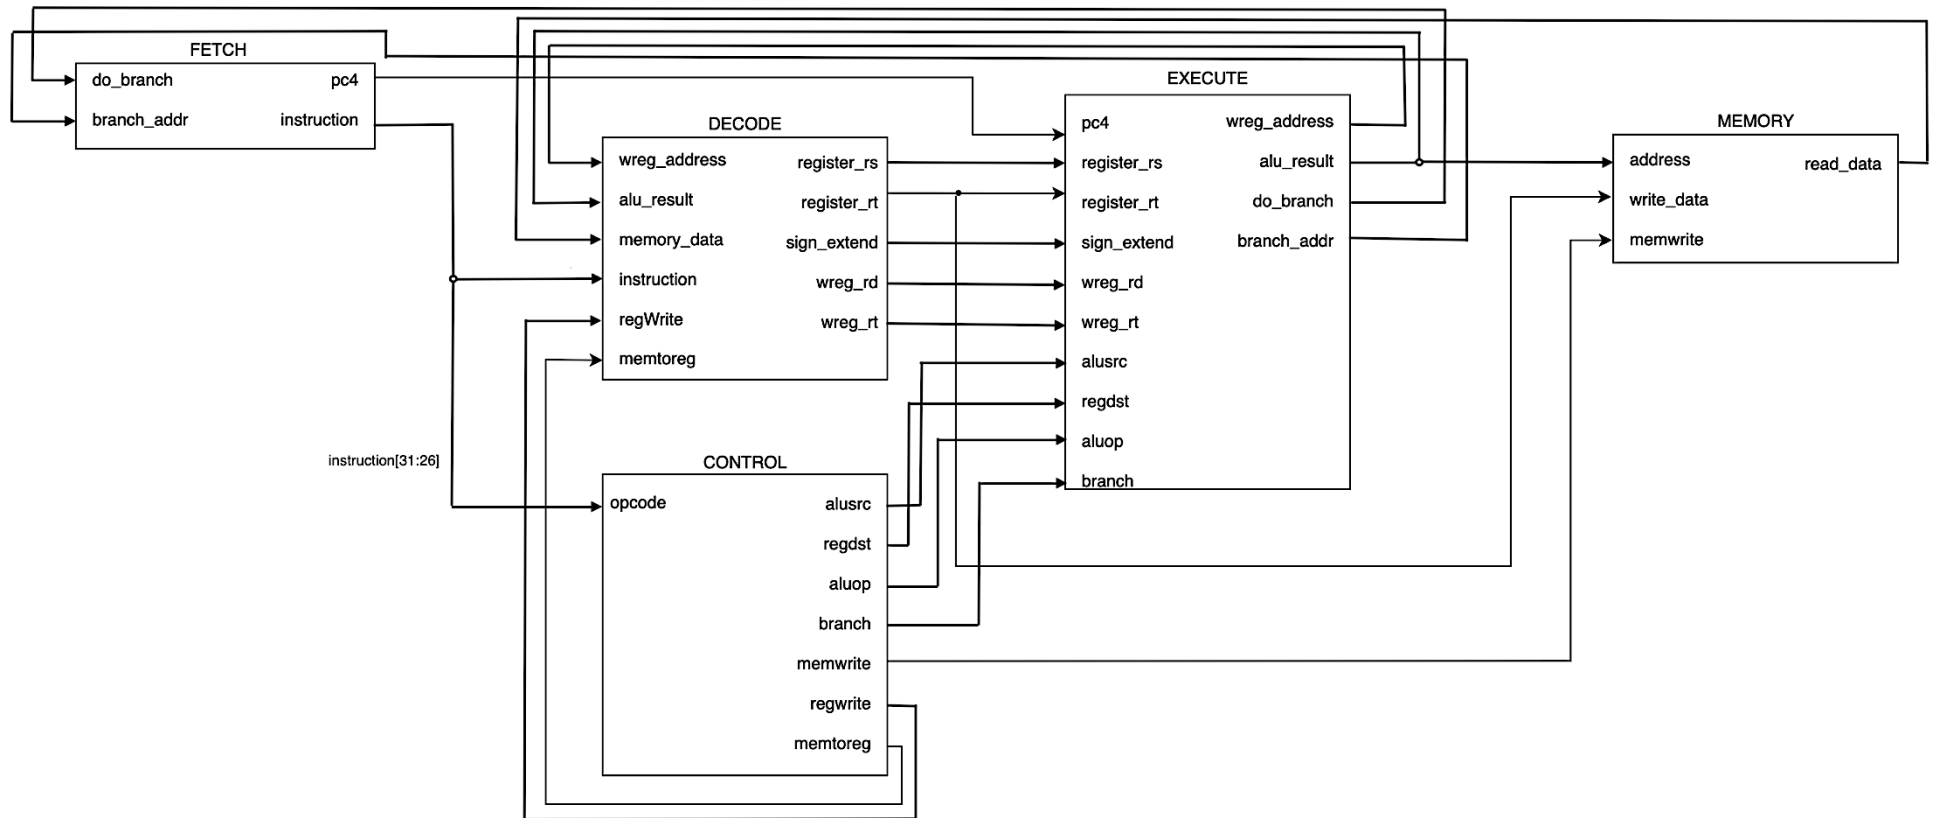 FETCH
do_branch
pc4
branch_addr
instruction
DECODE
wreg_address
register_rs
alu_result
register_rt
memory_data
sign_extend
instruction
wreg_rd
regWrite
wreg_rt
memtoreg
EXECUTE
pc4
wreg_address
register_rs
alu_result
register_rt
do_branch
sign_extend
branch_addr
wreg_rd
wreg_rt
alusrc
regdst
aluop
branch
MEMORY
address
read_data
write_data
memwrite
instruction[31:26]
CONTROL
opcode
alusrc
regdst
aluop
branch
memwrite
regwrite
memtoreg